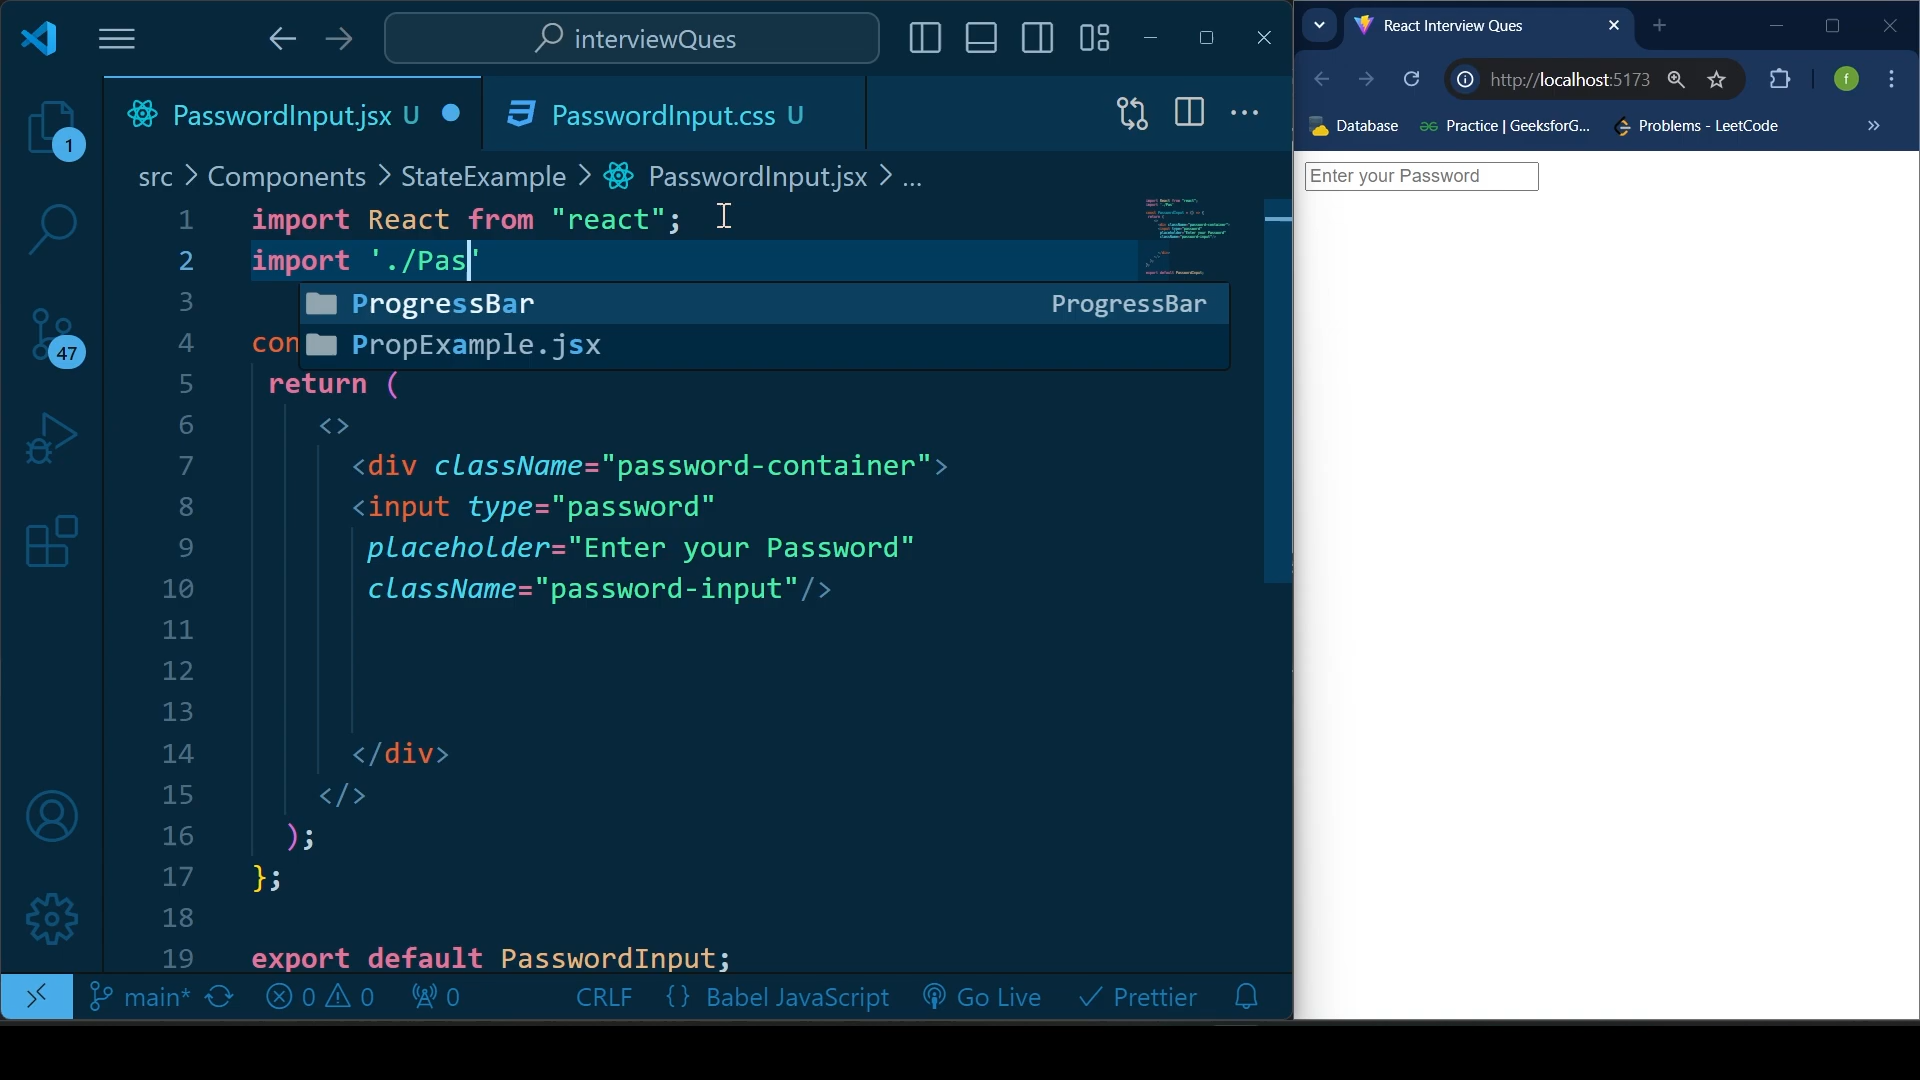 interviewQues
React Interview Ques
http://localhost:5173
f
Database
Practice | GeeksforG...
Problems - LeetCode
PasswordInput.jsx U
PasswordInput.css U
src > Components > StateExample > PasswordInput.jsx > ...
1
47
1 import React from "react";
2 import './Pas'
3
ProgressBar ProgressBar
4 con
PropExample.jsx
5 return (
6 <>
7 <div className="password-container">
8 <input type="password"
9 placeholder="Enter your Password"
10 className="password-input"/>
11
12
13
14 </div>
15 </>
16 );
17 };
18
19 export default PasswordInput;
main* 0 0 0 CRLF {} Babel JavaScript Go Live Prettier
Enter your Password